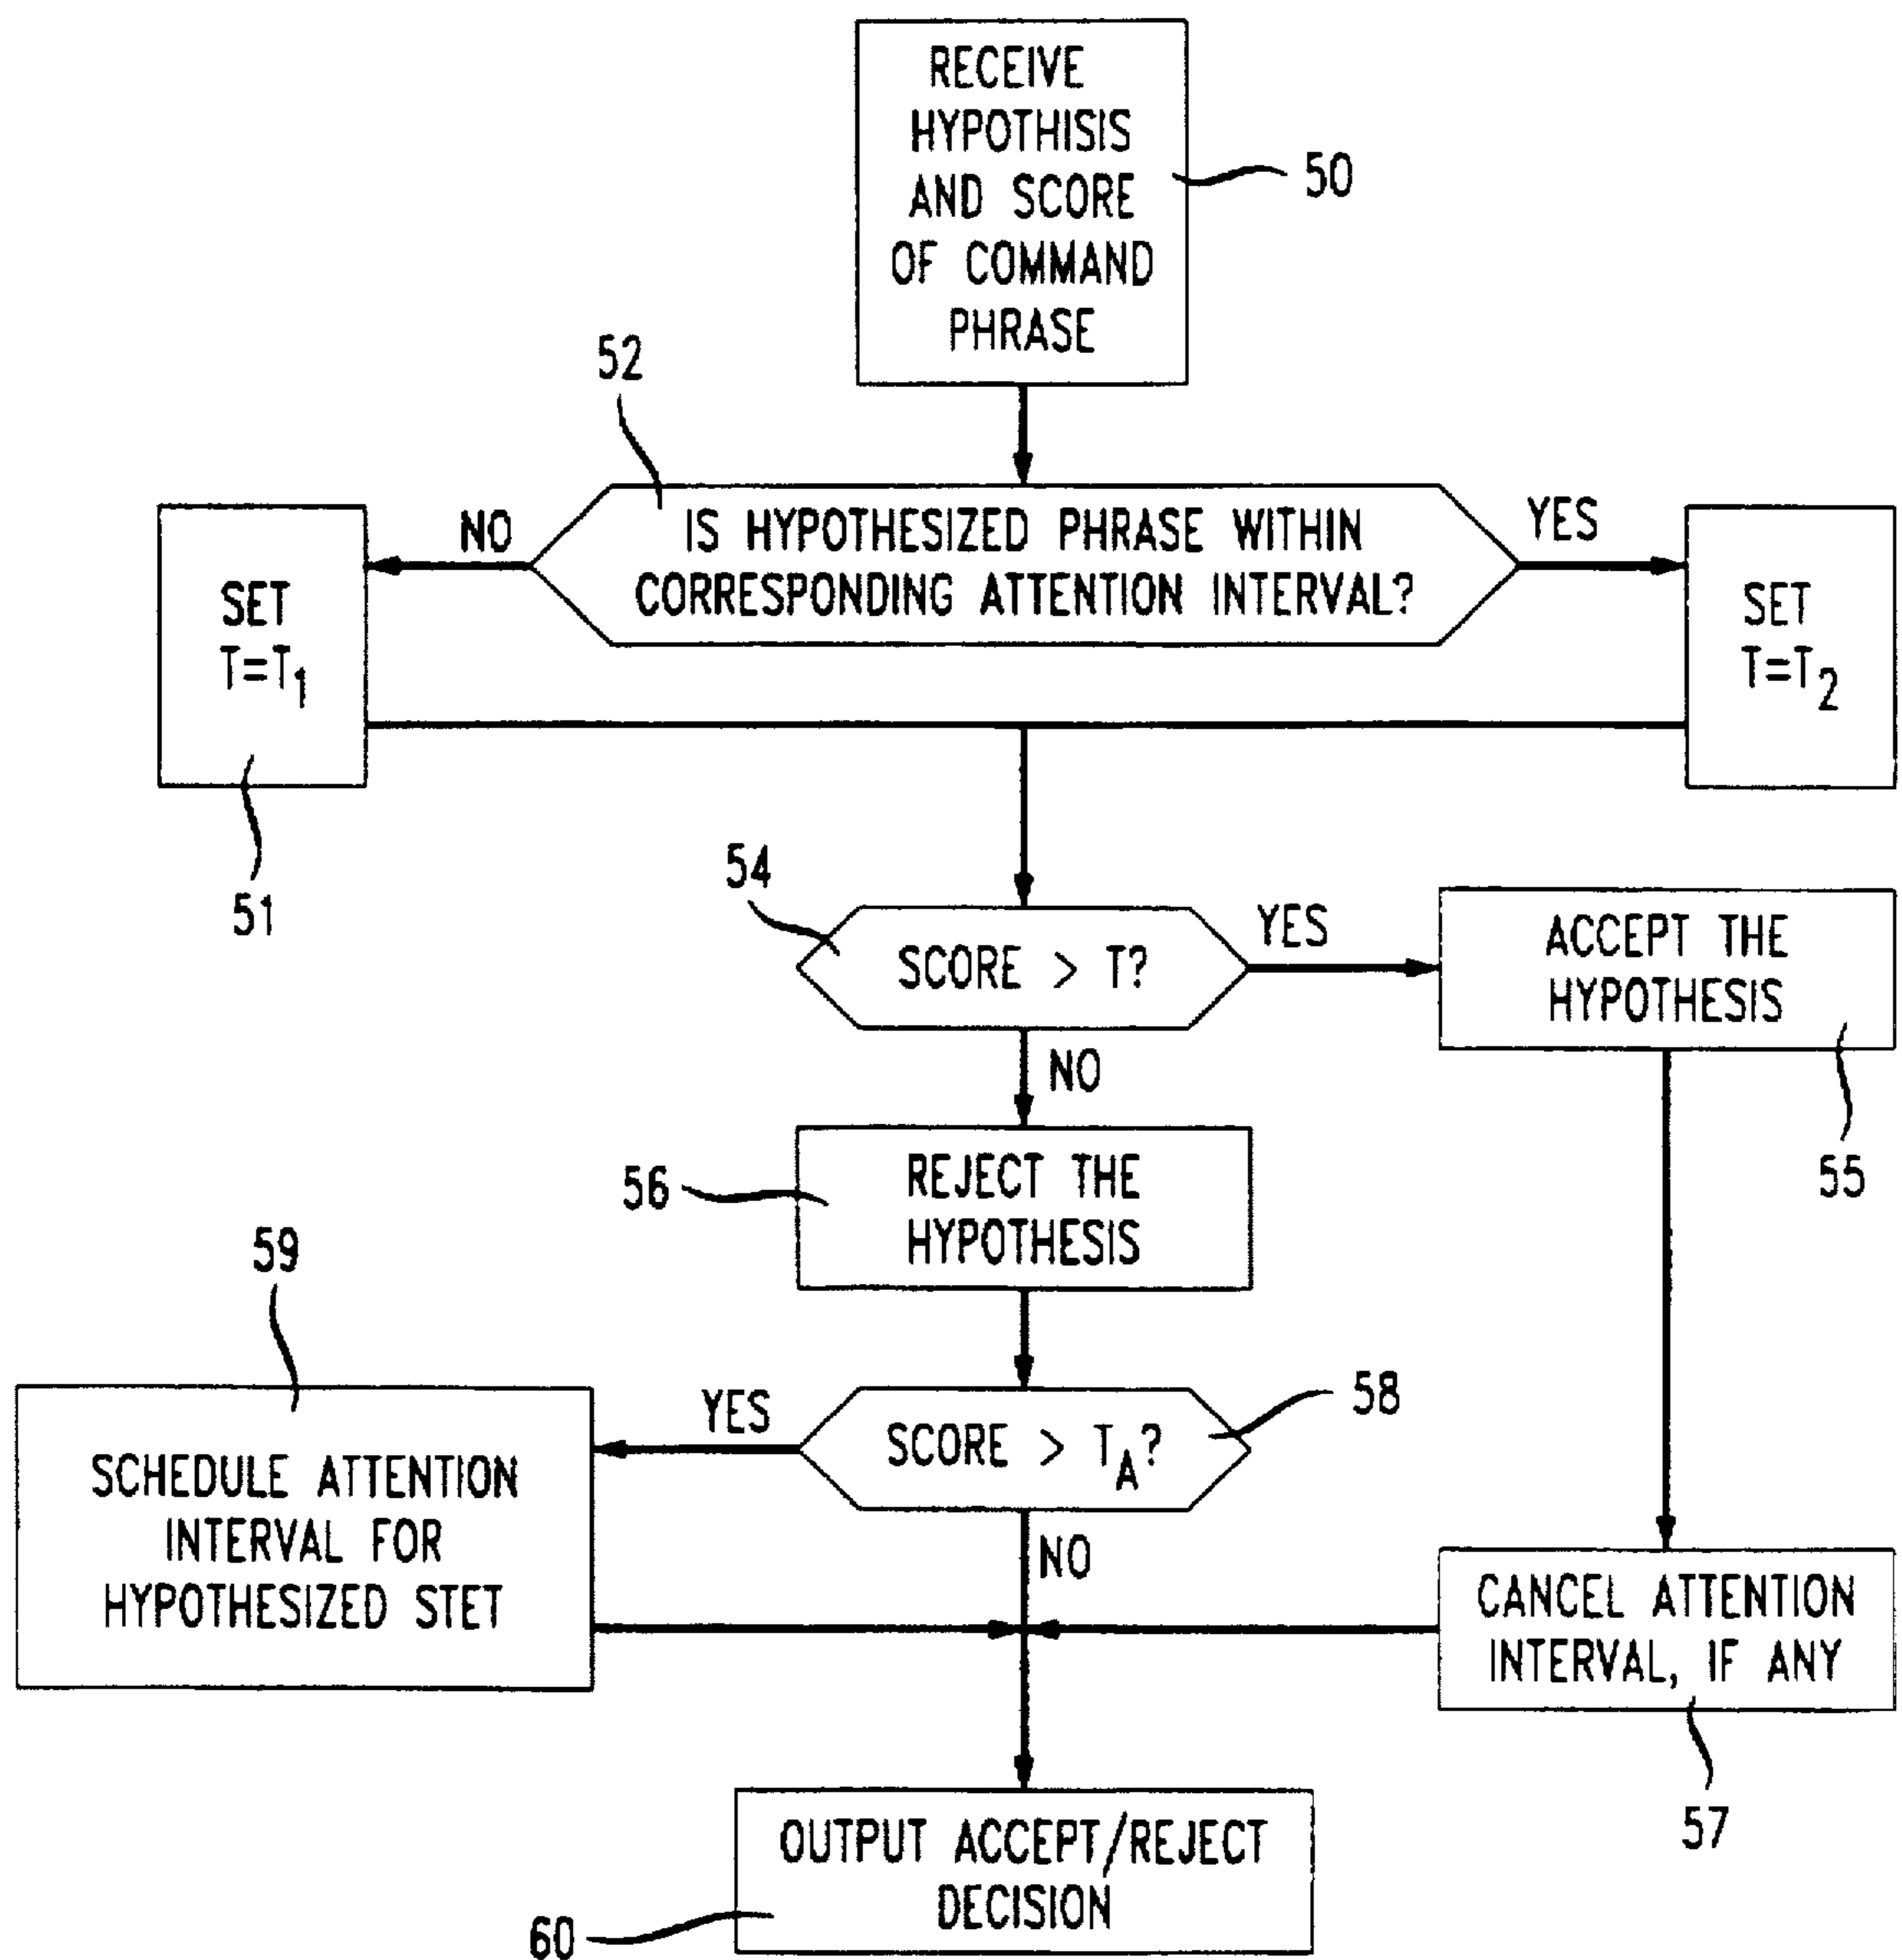 RECEIVE
HYPOTHISIS
AND SCORE
OF COMMAND
PHRASE
50
52
NO
IS HYPOTHESIZED PHRASE WITHIN
CORRESPONDING ATTENTION INTERVAL?
YES
SET
T=T1
SET
T=T2
51
54
SCORE > T?
YES
ACCEPT THE
HYPOTHESIS
NO
55
56
REJECT THE
HYPOTHESIS
59
58
YES
SCORE > TA?
SCHEDULE ATTENTION
INTERVAL FOR
HYPOTHESIZED STET
NO
CANCEL ATTENTION
INTERVAL, IF ANY
57
OUTPUT ACCEPT/REJECT
DECISION
60